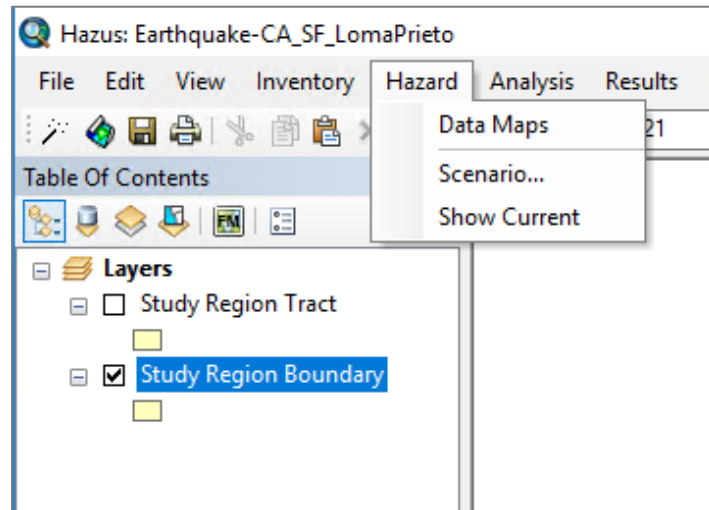 Hazus: Earthquake-CA_SF_LomaPrieto
File Edit View Inventory Hazard Analysis Results
Data Maps
21
Table Of Contents
Scenario...
FM
Show Current
Layers
Study Region Tract
Study Region Boundary